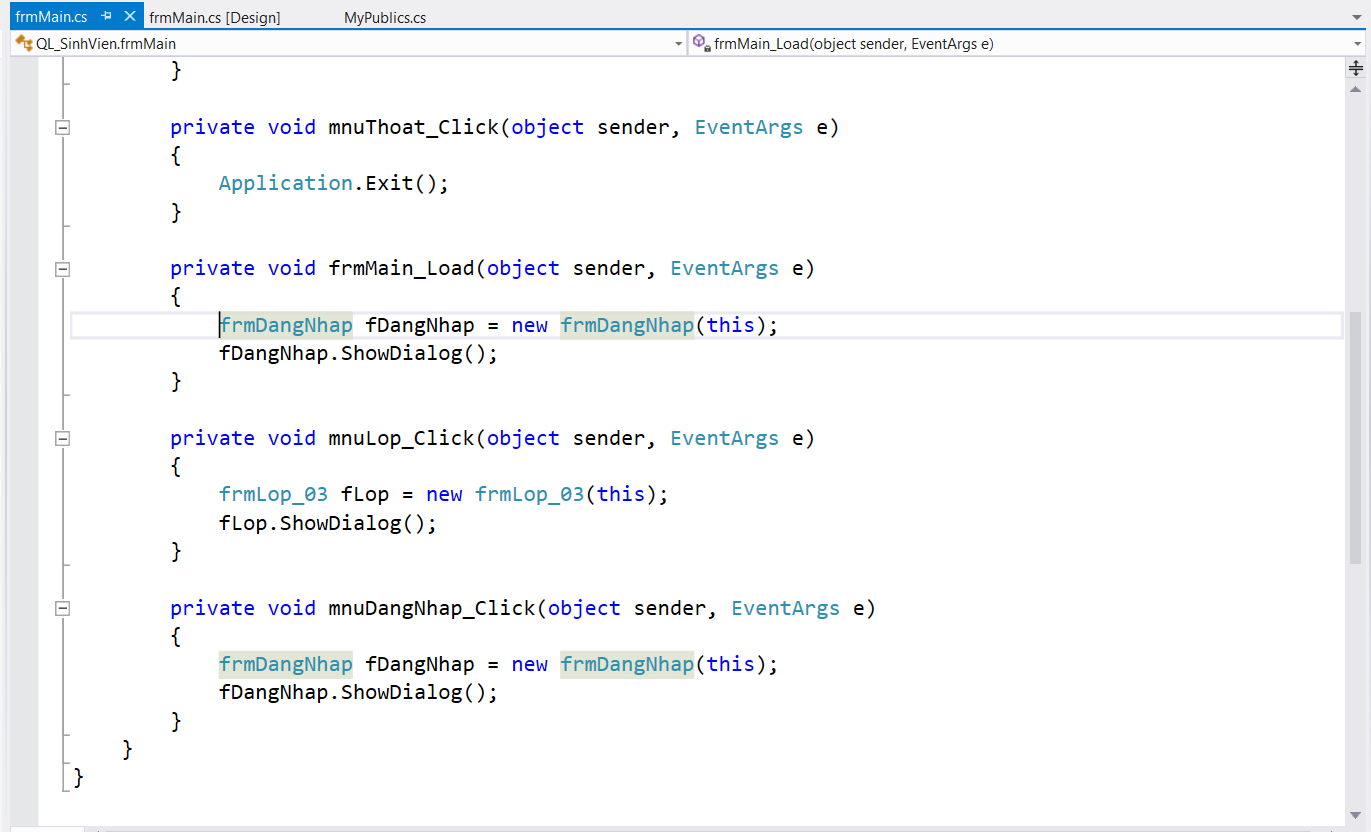 frmMain.cs frmMain.cs [Design] MyPublics.cs
QL_SinhVien.frmMain frmMain_Load(object sender, EventArgs e)
}
private void mnuThoat_Click(object sender, EventArgs e)
{
Application.Exit();
}
private void frmMain_Load(object sender, EventArgs e)
{
frmDangNhap fDangNhap = new frmDangNhap(this);
fDangNhap.ShowDialog();
}
private void mnuLop_Click(object sender, EventArgs e)
{
frmLop_03 fLop = new frmLop_03(this);
fLop.ShowDialog();
}
private void mnuDangNhap_Click(object sender, EventArgs e)
{
frmDangNhap fDangNhap = new frmDangNhap(this);
fDangNhap.ShowDialog();
}
}
}